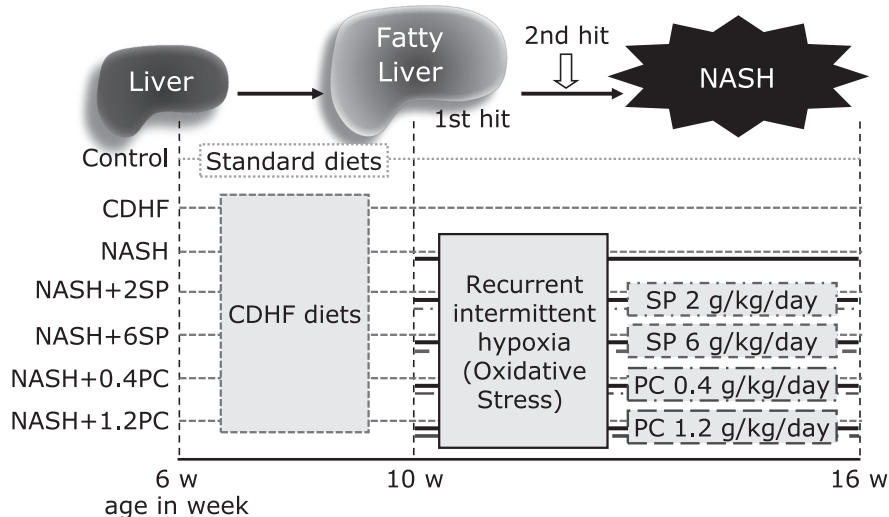 Liver
Fatty
Liver
1st hit
2nd hit
NASH
Control
Standard diets
CDHF
NASH
NASH+2SP
NASH+6SP
NASH+0.4PC
NASH+1.2PC
CDHF diets
Recurrent
intermittent
hypoxia
(Oxidative
Stress)
SP 2 g/kg/day
SP 6 g/kg/day
PC 0.4 g/kg/day
PC 1.2 g/kg/day
6 w
10 w
16 w
age in week